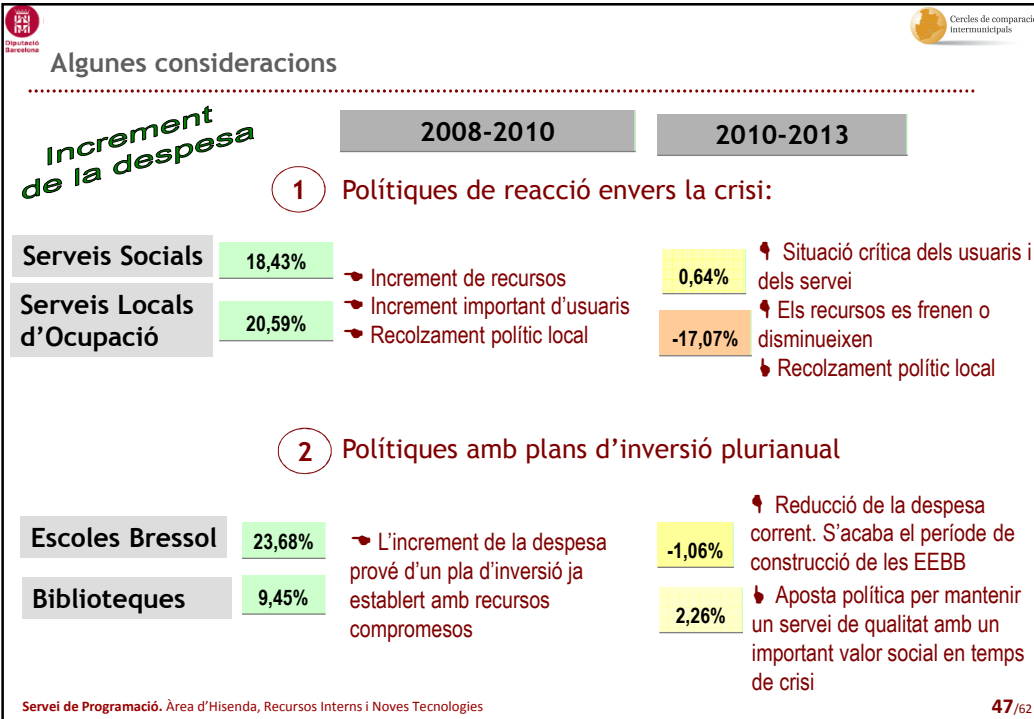 Diputació
Barcelona
Cercles de comparació
intermunicipals
Algunes consideracions
Increment
de la despesa
2008-2010
2010-2013
1 Polítiques de reacció envers la crisi:
Serveis Socials
18,43%
Serveis Locals
d’Ocupació
20,59%
Increment de recursos
Increment important d’usuaris
Recolzament polític local
0,64%
-17,07%
Situació crítica dels usuaris i
dels servei
Els recursos es frenen o
disminueixen
Recolzament polític local
2 Polítiques amb plans d’inversió plurianual
Escoles Bressol
23,68%
Biblioteques
9,45%
L’increment de la despesa
prové d’un pla d’inversió ja
establert amb recursos
compromesos
-1,06%
2,26%
Reducció de la despesa
corrent. S’acaba el període de
construcció de les EEBB
Aposta política per mantenir
un servei de qualitat amb un
important valor social en temps
de crisi
Servei de Programació. Àrea d’Hisenda, Recursos Interns i Noves Tecnologies
47/62